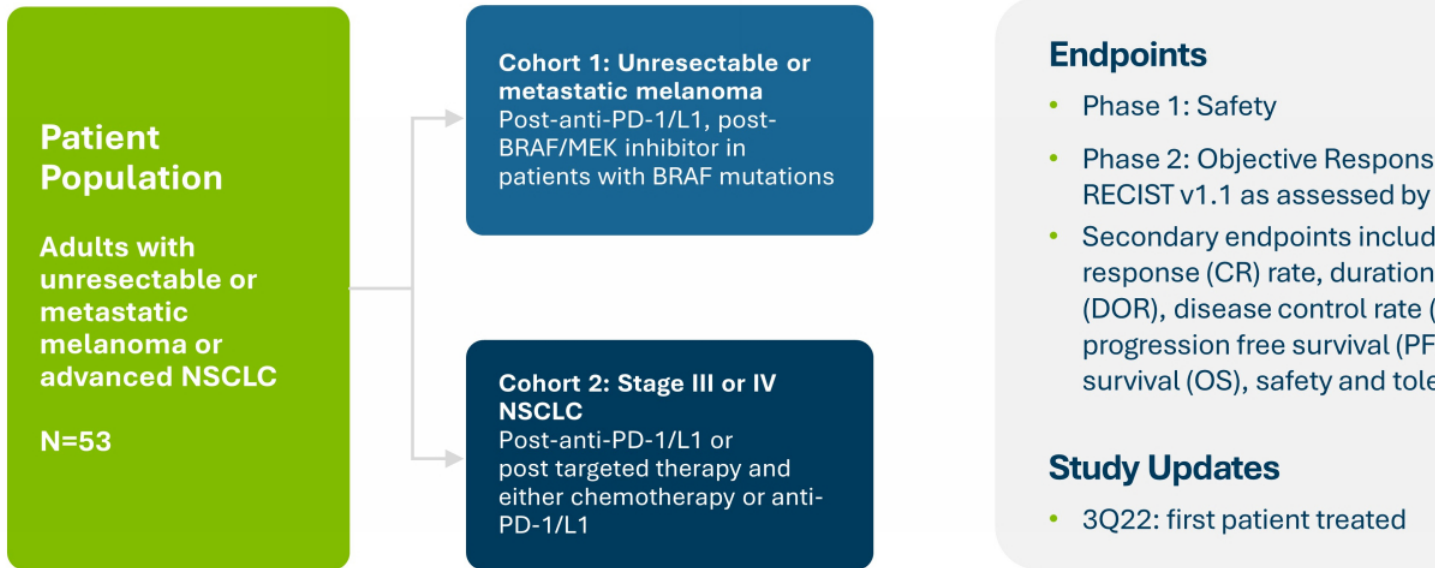 Patient
Population
Adults with
unresectable or
metastatic
melanoma or
advanced NSCLC
N=53
Cohort 1: Unresectable or
metastatic melanoma
Post-anti-PD-1/L1, post-
BRAF/MEK inhibitor in
patients with BRAF mutations
Cohort 2: Stage III or IV
NSCLC
Post-anti-PD-1/L1 or
post targeted therapy and
either chemotherapy or anti-
PD-1/L1
Endpoints
• Phase 1: Safety
• Phase 2: Objective Respons
RECIST v1.1 as assessed by
• Secondary endpoints includ
response (CR) rate, duration
(DOR), disease control rate (
progression free survival (PF
survival (OS), safety and tole
Study Updates
• 3Q22: first patient treated